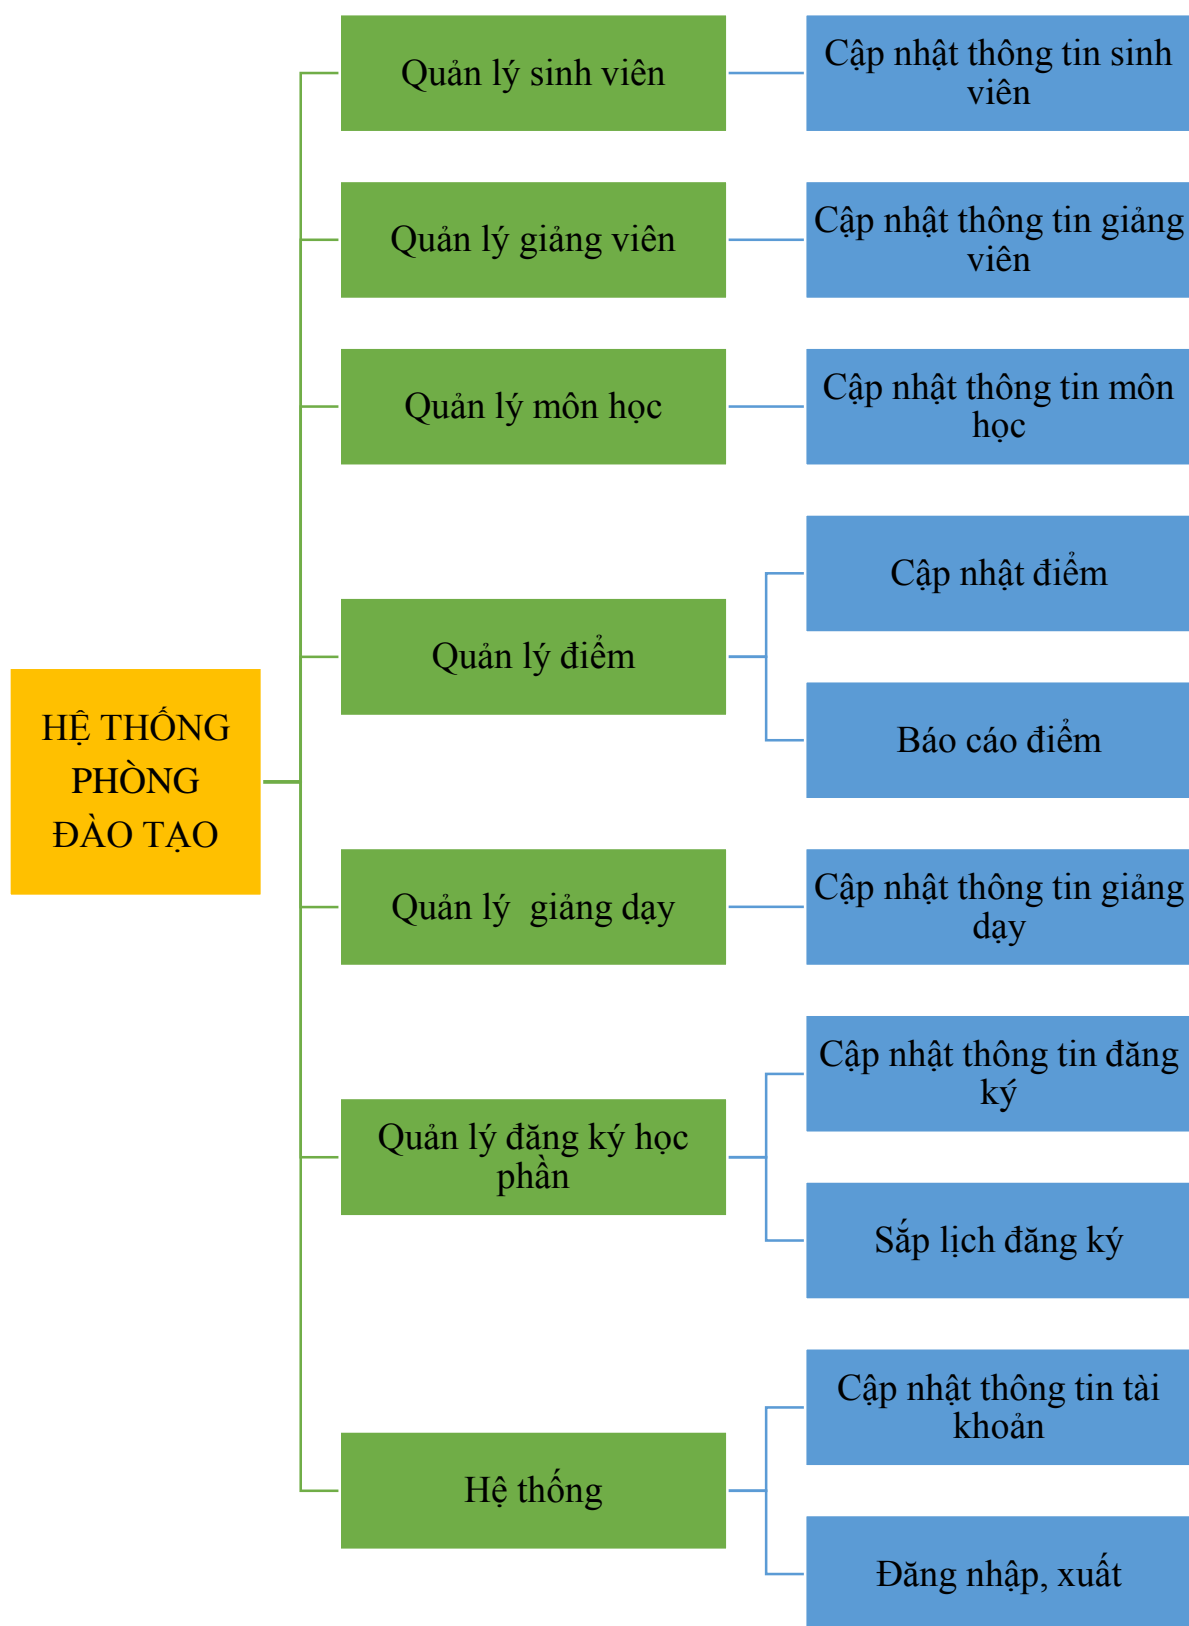 Quản lý sinh viên
Cập nhật thông tin sinh
viên
Quản lý giảng viên
Cập nhật thông tin giảng
viên
Quản lý môn học
Cập nhật thông tin môn
học
HỆ THỐNG
PHÒNG
ĐÀO TẠO
Quản lý điểm
Cập nhật điểm
Báo cáo điểm
Quản lý  giảng dạy
Cập nhật thông tin giảng
dạy
Quản lý đăng ký học
phần
Cập nhật thông tin đăng
ký
Sắp lịch đăng ký
Hệ thống
Cập nhật thông tin tài
khoản
Đăng nhập, xuất